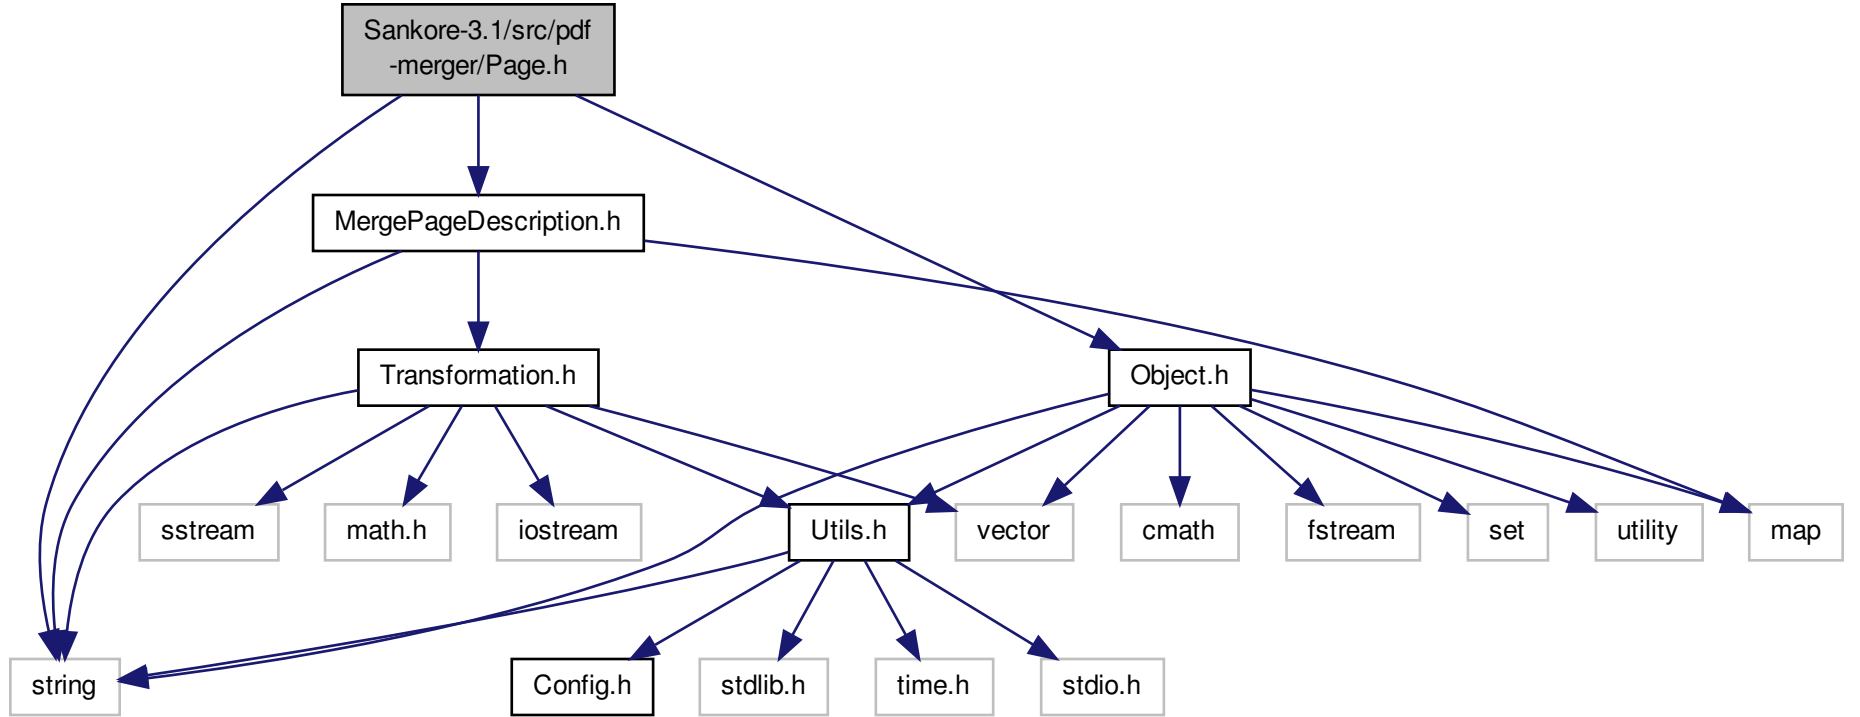 Sankore-3.1/src/pdf
-merger/Page.h
MergePageDescription.h
Transformation.h
Object.h
sstream
math.h
iostream
Utils.h
vector
cmath
fstream
set
utility
map
string
Config.h
stdlib.h
time.h
stdio.h